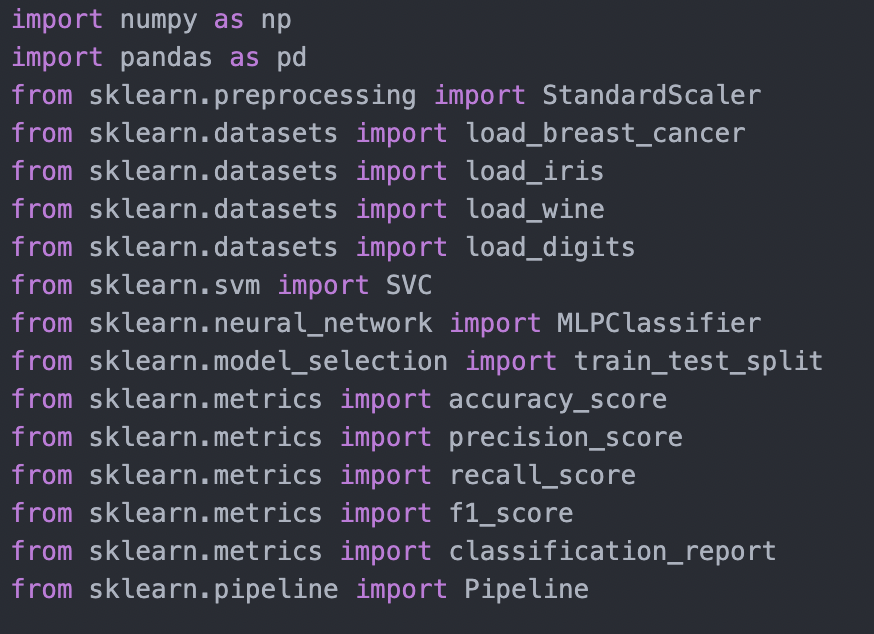 import numpy as np
import pandas as pd
from sklearn.preprocessing import StandardScaler
from sklearn.datasets import load_breast_cancer
from sklearn.datasets import load_iris
from sklearn.datasets import load_wine
from sklearn.datasets import load_digits
from sklearn.svm import SVC
from sklearn.neural_network import MLPClassifier
from sklearn.model_selection import train_test_split
from sklearn.metrics import accuracy_score
from sklearn.metrics import precision_score
from sklearn.metrics import recall_score
from sklearn.metrics import f1_score
from sklearn.metrics import classification_report
from sklearn.pipeline import Pipeline